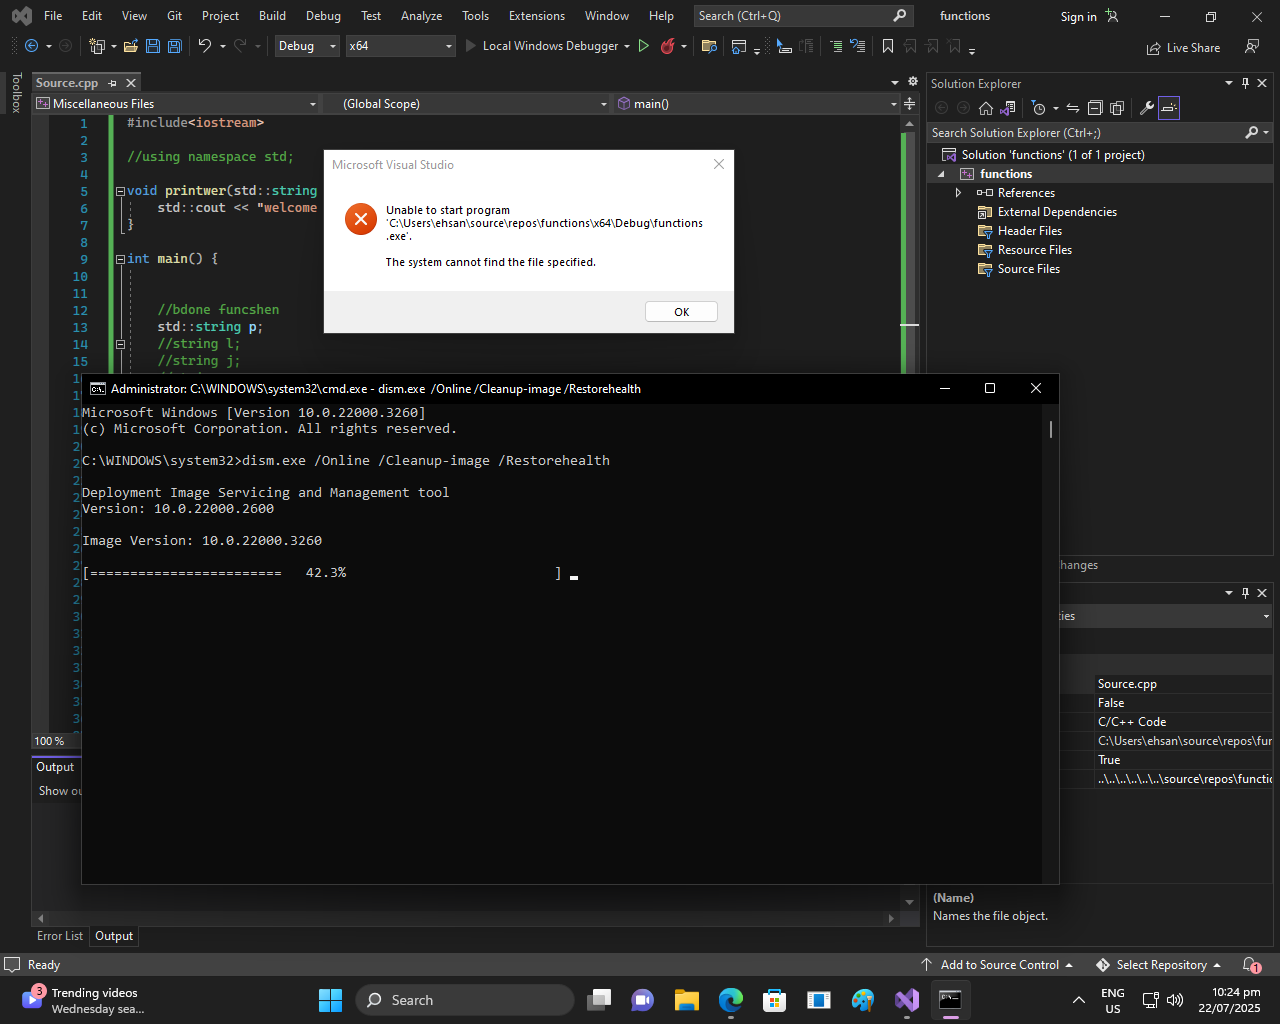 File Edit View Git Project Build Debug Test Analyze Tools Extensions Window Help Search (Ctrl+Q) functions Sign in
Debug x64 Local Windows Debugger Live Share
Toolbox
Source.cpp
Miscellaneous Files (Global Scope) main()
1 #include<iostream>
2
3 //using namespace std;
4
5 void printwer(std::string
6 std::cout << "welcome
7 }
8
9 int main() {
10
11
12 //bdone funcshen
13 std::string p;
14 //string l;
15 //string j;
Microsoft Visual Studio
Unable to start program
'C:\Users\ehsan\source\repos\functions\x64\Debug\functions
.exe'.
The system cannot find the file specified.
OK
Administrator: C:\WINDOWS\system32\cmd.exe - dism.exe /Online /Cleanup-image /Restorehealth
Microsoft Windows [Version 10.0.22000.3260]
(c) Microsoft Corporation. All rights reserved.
C:\WINDOWS\system32>dism.exe /Online /Cleanup-image /Restorehealth
Deployment Image Servicing and Management tool
Version: 10.0.22000.2600
Image Version: 10.0.22000.3260
[======================== 42.3% ]
100 %
Output
Show ou
Error List Output
Solution Explorer
Search Solution Explorer (Ctrl+;)
Solution 'functions' (1 of 1 project)
functions
References
External Dependencies
Header Files
Resource Files
Source Files
hanges
ies
Source.cpp
False
C/C++ Code
C:\Users\ehsan\source\repos\fur
True
..\..\..\..\..\..\source\repos\functic
(Name)
Names the file object.
Ready Add to Source Control Select Repository 1
3 Trending videos
Wednesday sea...
Search
ENG
US
10:24 pm
22/07/2025